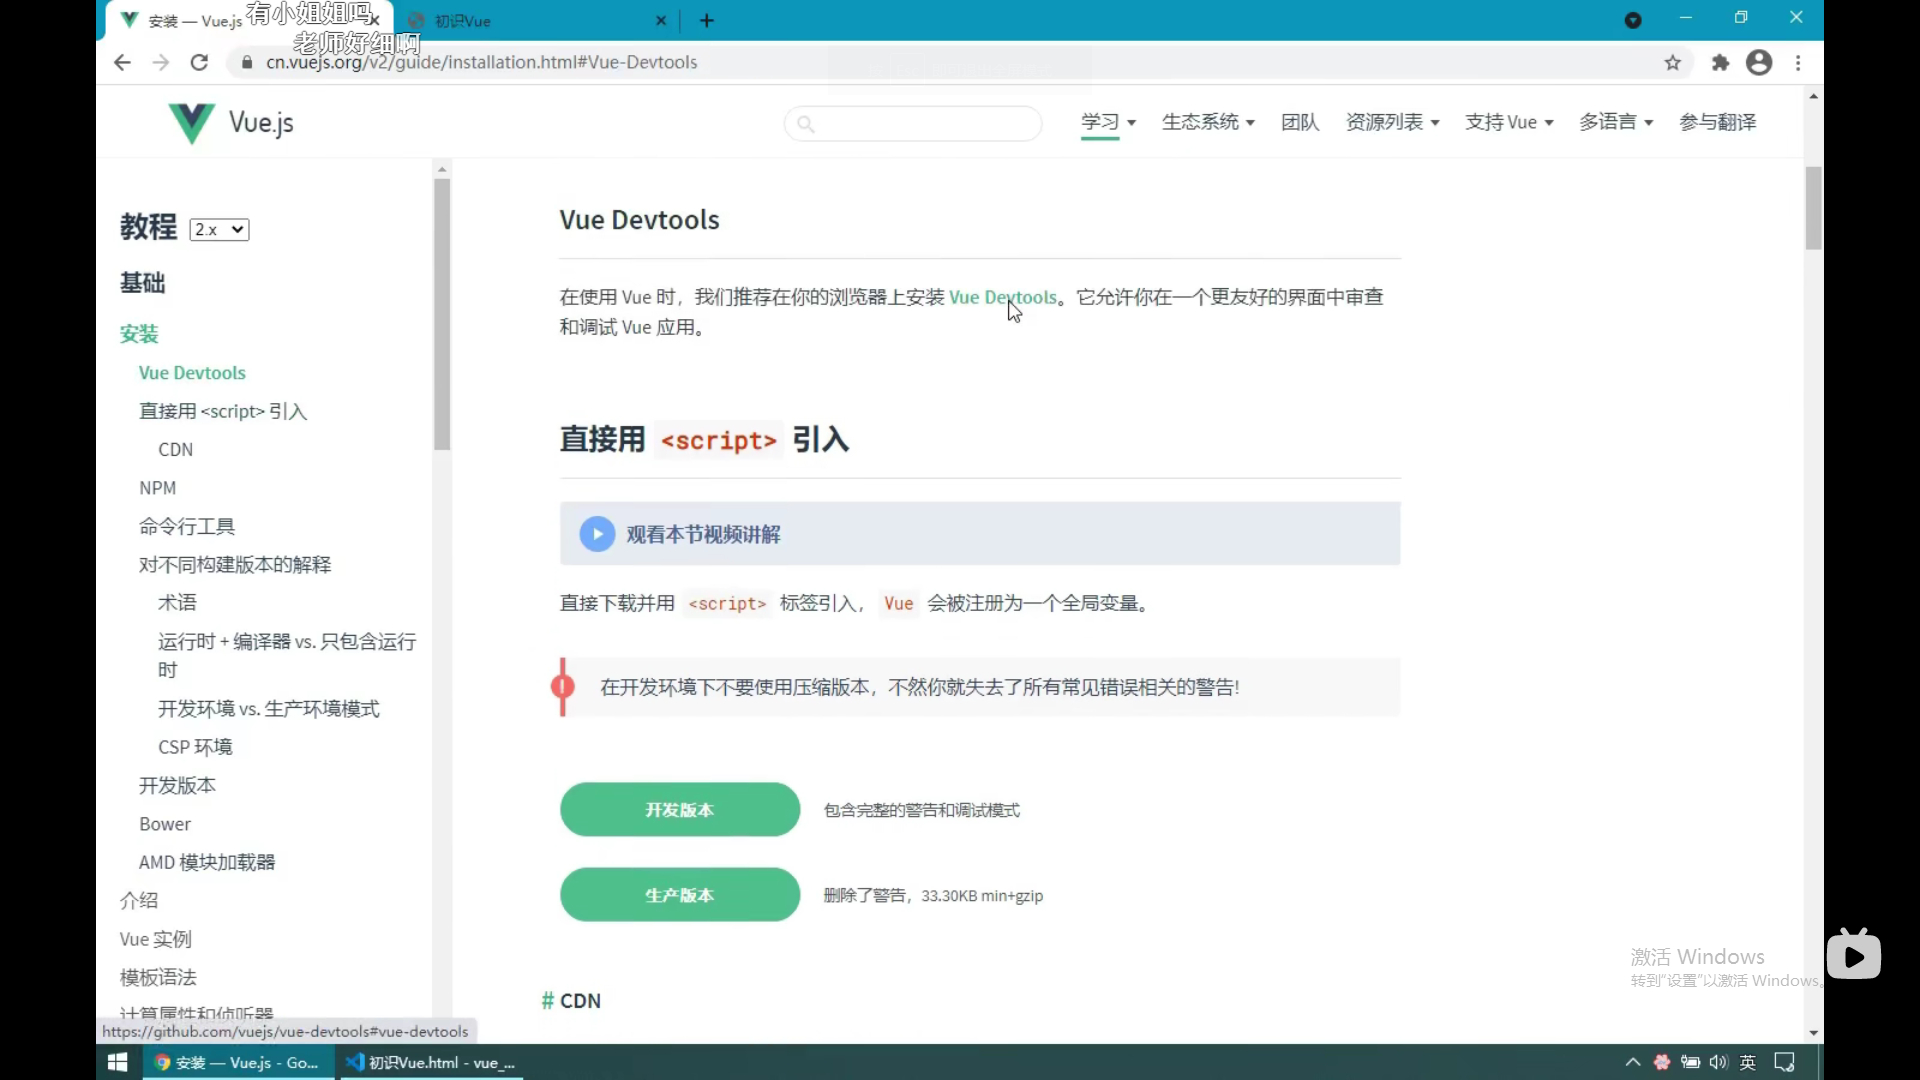 安装 — Vue.js
初识Vue
有小姐姐吗
老师好细啊
cn.vuejs.org/v2/guide/installation.html#Vue-Devtools
Vue.js
学习
生态系统
团队
资源列表
支持 Vue
多语言
参与翻译
教程
2.x
基础
安装
Vue Devtools
直接用 <script> 引入
CDN
NPM
命令行工具
对不同构建版本的解释
术语
运行时 + 编译器 vs. 只包含运行
时
开发环境 vs. 生产环境模式
CSP 环境
开发版本
Bower
AMD 模块加载器
介绍
Vue 实例
模板语法
计算属性和侦听器
Vue Devtools
在使用 Vue 时，我们推荐在你的浏览器上安装 Vue Devtools。它允许你在一个更友好的界面中审查
和调试 Vue 应用。
直接用 <script> 引入
观看本节视频讲解
直接下载并用 <script> 标签引入，Vue 会被注册为一个全局变量。
在开发环境下不要使用压缩版本，不然你就失去了所有常见错误相关的警告!
开发版本
包含完整的警告和调试模式
生产版本
删除了警告，33.30KB min+gzip
# CDN
激活 Windows
转到"设置"以激活 Windows。
https://github.com/vuejs/vue-devtools#vue-devtools
安装 — Vue.js - Go...
初识Vue.html - vue_...
英